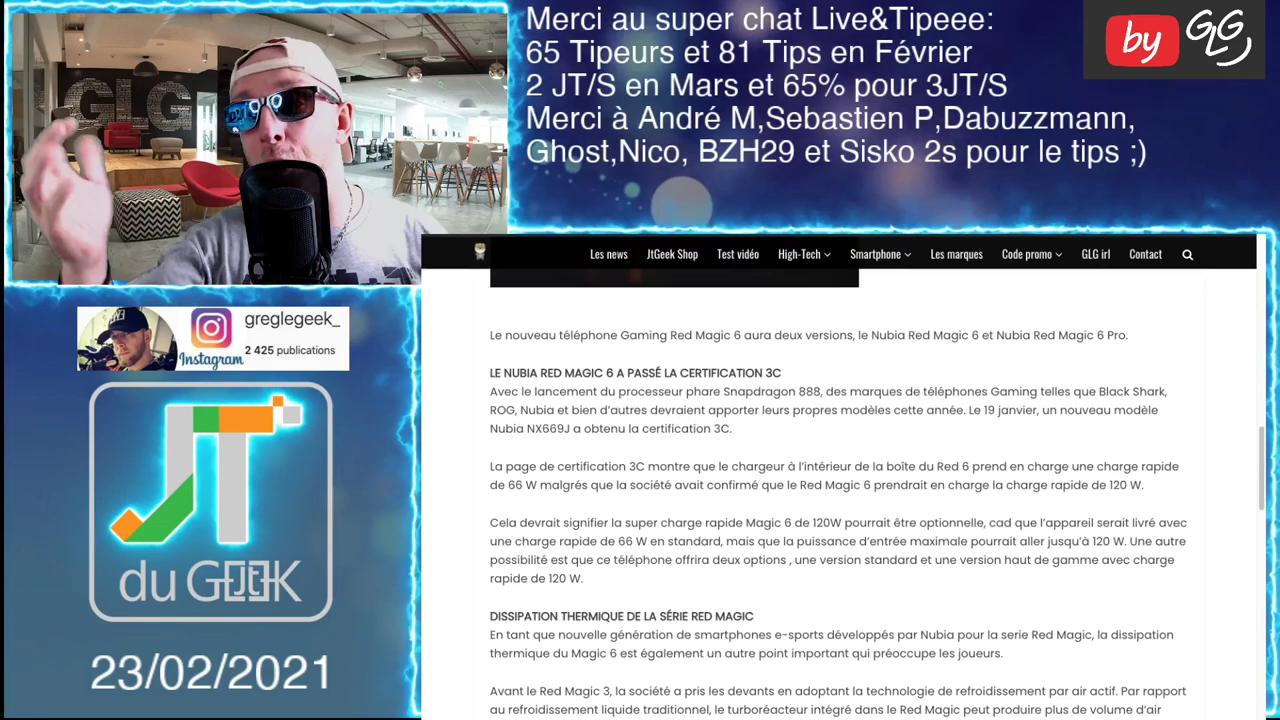 Merci au super chat Live&Tipeee:
65 Tipeurs et 81 Tips en Février
2 JT/S en Mars et 65% pour 3JT/S
Merci à André M,Sebastien P,Dabuzzmann,
Ghost,Nico, BZH29 et Sisko 2s pour le tips ;)
by GLG
GLG
Les news JtGeek Shop Test vidéo High-Tech Smartphone Les marques Code promo GLG irl Contact
greglegeek_
Instagram
2 425 publications
JT
du GEEK
23/02/2021
Le nouveau téléphone Gaming Red Magic 6 aura deux versions, le Nubia Red Magic 6 et Nubia Red Magic 6 Pro.
LE NUBIA RED MAGIC 6 A PASSÉ LA CERTIFICATION 3C
Avec le lancement du processeur phare Snapdragon 888, des marques de téléphones Gaming telles que Black Shark,
ROG, Nubia et bien d'autres devraient apporter leurs propres modèles cette année. Le 19 janvier, un nouveau modèle
Nubia NX669J a obtenu la certification 3C.
La page de certification 3C montre que le chargeur à l'intérieur de la boîte du Red 6 prend en charge une charge rapide
de 66 W malgrés que la société avait confirmé que le Red Magic 6 prendrait en charge la charge rapide de 120 W.
Cela devrait signifier la super charge rapide Magic 6 de 120W pourrait être optionnelle, cad que l'appareil serait livré avec
une charge rapide de 66 W en standard, mais que la puissance d'entrée maximale pourrait aller jusqu'à 120 W. Une autre
possibilité est que ce téléphone offrira deux options , une version standard et une version haut de gamme avec charge
rapide de 120 W.
DISSIPATION THERMIQUE DE LA SÉRIE RED MAGIC
En tant que nouvelle génération de smartphones e-sports développés par Nubia pour la serie Red Magic, la dissipation
thermique du Magic 6 est également un autre point important qui préoccupe les joueurs.
Avant le Red Magic 3, la société a pris les devants en adoptant la technologie de refroidissement par air actif. Par rapport
au refroidissement liquide traditionnel, le turboréacteur intégré dans le Red Magic peut produire plus de volume d'air